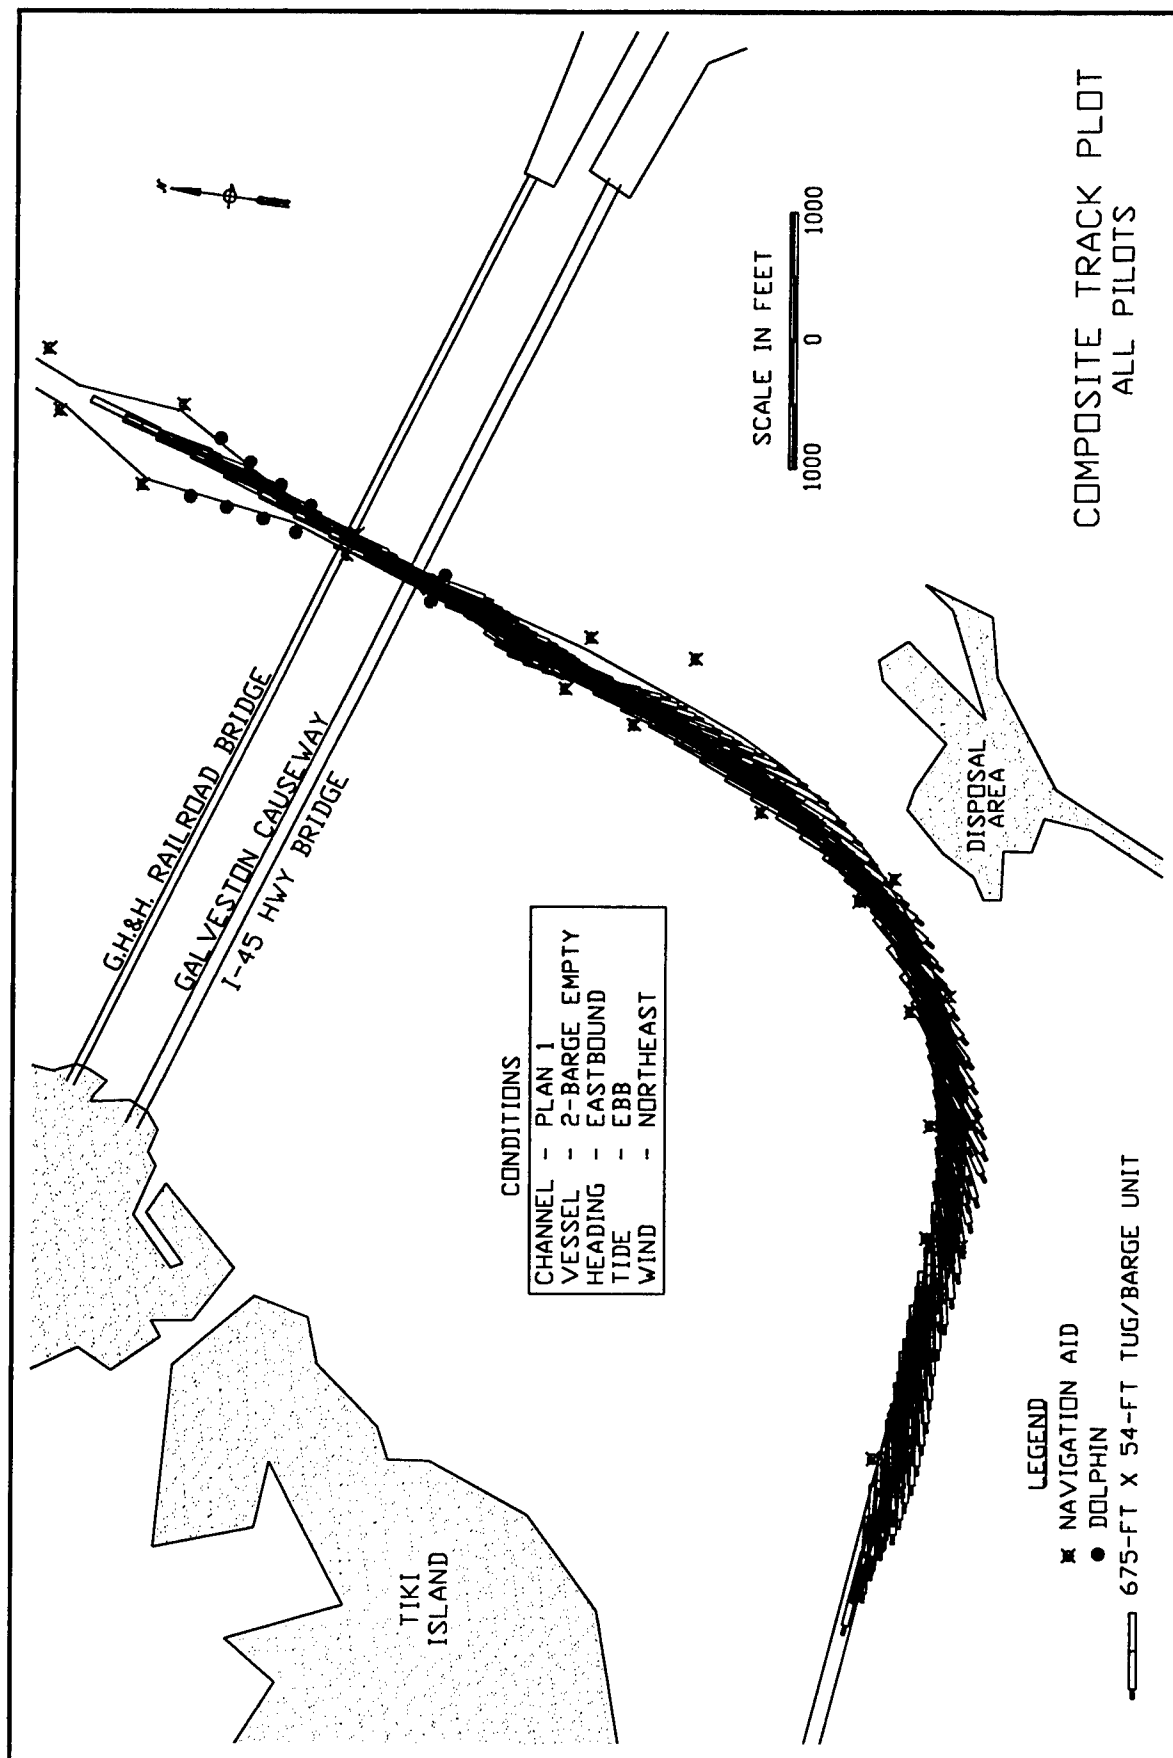 G.H.&H. RAILROAD BRIDGE
GALVESTON CAUSEWAY
I-45 HWY BRIDGE
N
TIKI
ISLAND
CONDITIONS
CHANNEL - PLAN 1
VESSEL - 2-BARGE EMPTY
HEADING - EASTBOUND
TIDE - EBB
WIND - NORTHEAST
SCALE IN FEET
1000 0 1000
DISPOSAL
AREA
LEGEND
NAVIGATION AID
DOLPHIN
675-FT X 54-FT TUG/BARGE UNIT
COMPOSITE TRACK PLOT
ALL PILOTS